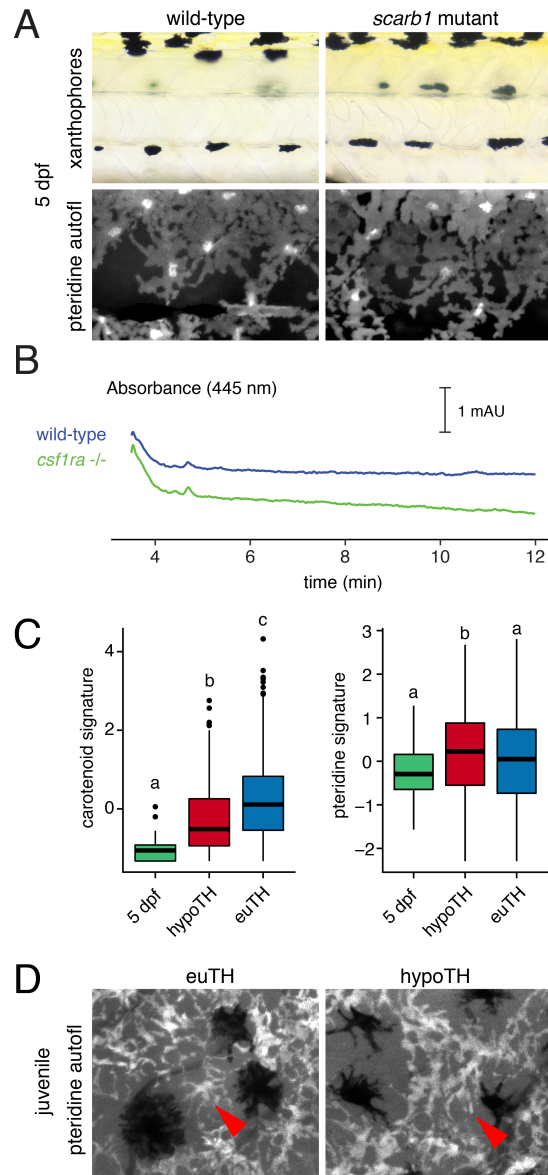 A
wild-type
scarb1 mutant
5 dpf
xanthophores
pteridine autofl
B
Absorbance (445 nm)
1 mAU
wild-type
csf1ra -/-
4
6
8
10
12
time (min)
C
carotenoid signature
4
2
0
a
b
c
5 dpf
hypoTH
euTH
pteridine signature
3
2
1
0
−1
−2
a
b
a
5 dpf
hypoTH
euTH
D
euTH
hypoTH
juvenile
pteridine autofl